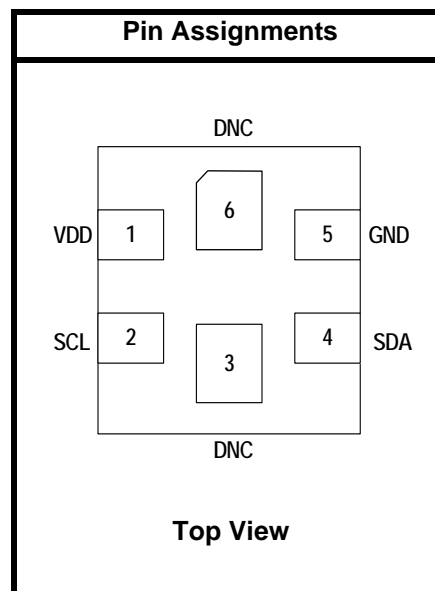 Pin Assignments
DNC
6
VDD 1 5 GND
SCL 2 4 SDA
3
DNC
Top View